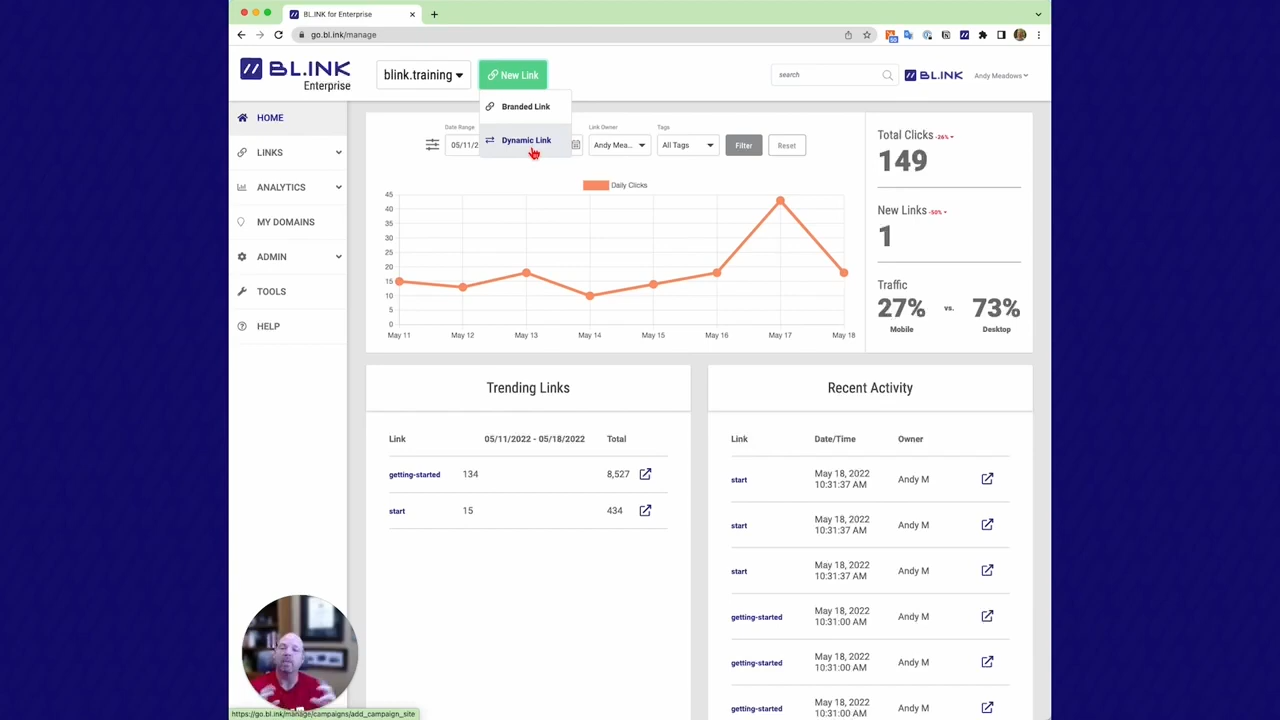 BL.INK for Enterprise
go.bl.ink/manage
BL.INK
Enterprise
blink.training
New Link
search
BL.INK
Andy Meadows
Branded Link
Dynamic Link
HOME
LINKS
ANALYTICS
MY DOMAINS
ADMIN
TOOLS
HELP
Date Range
Link Owner
Tags
05/11/2
Andy Mea...
All Tags
Filter
Reset
Daily Clicks
45
40
35
30
25
20
15
10
5
0
May 11
May 12
May 13
May 14
May 15
May 16
May 17
May 18
Total Clicks -26%
149
New Links -50%
1
Traffic
27% vs. 73%
Mobile Desktop
Trending Links
Link 05/11/2022 - 05/18/2022 Total
getting-started 134 8,527
start 15 434
Recent Activity
Link Date/Time Owner
start May 18, 2022 10:31:37 AM Andy M
start May 18, 2022 10:31:37 AM Andy M
start May 18, 2022 10:31:37 AM Andy M
getting-started May 18, 2022 10:31:00 AM Andy M
getting-started May 18, 2022 10:31:00 AM Andy M
getting-started May 18, 2022 10:31:00 AM Andy M
https://go.bl.ink/manage/campaigns/add_campaign_site